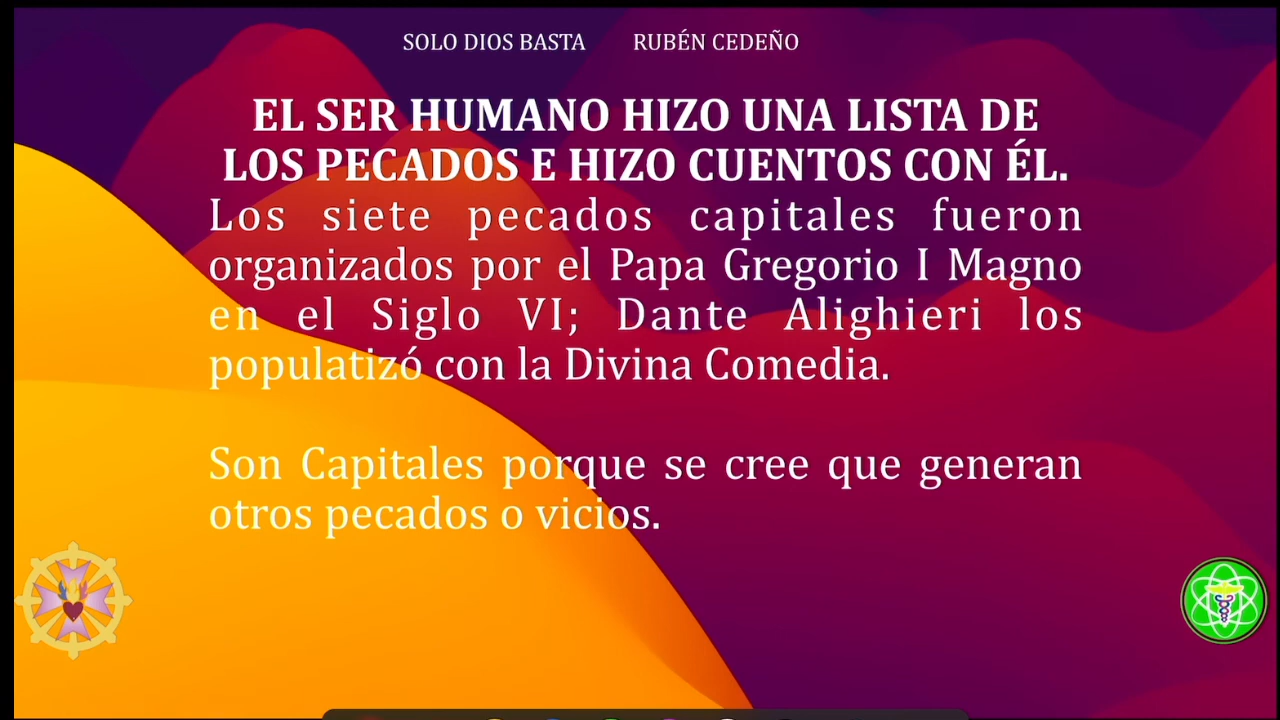 SOLO DIOS BASTA RUBÉN CEDEÑO
EL SER HUMANO HIZO UNA LISTA DE
LOS PECADOS E HIZO CUENTOS CON ÉL.
Los siete pecados capitales fueron
organizados por el Papa Gregorio I Magno
en el Siglo VI; Dante Alighieri los
populatizó con la Divina Comedia.
Son Capitales porque se cree que generan
otros pecados o vicios.